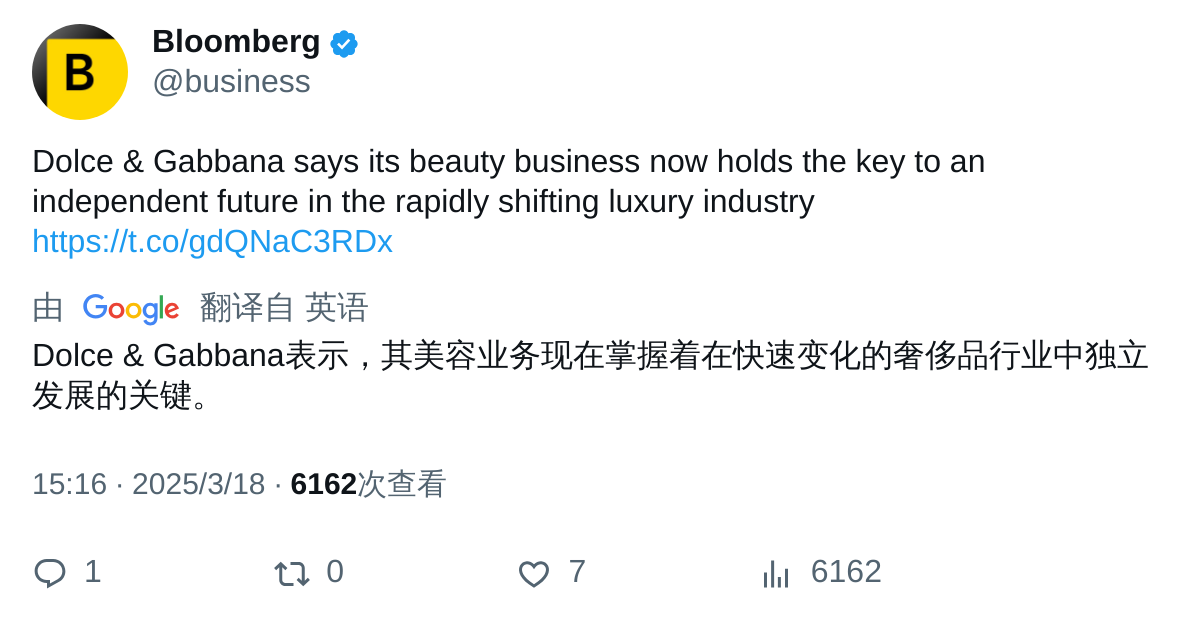 B
Bloomberg
@business
Dolce & Gabbana says its beauty business now holds the key to an
independent future in the rapidly shifting luxury industry
https://t.co/gdQNaC3RDx
由 Google 翻译自 英语
Dolce & Gabbana表示，其美容业务现在掌握着在快速变化的奢侈品行业中独立
发展的关键。
15:16 · 2025/3/18 · 6162次查看
1 0 7 6162